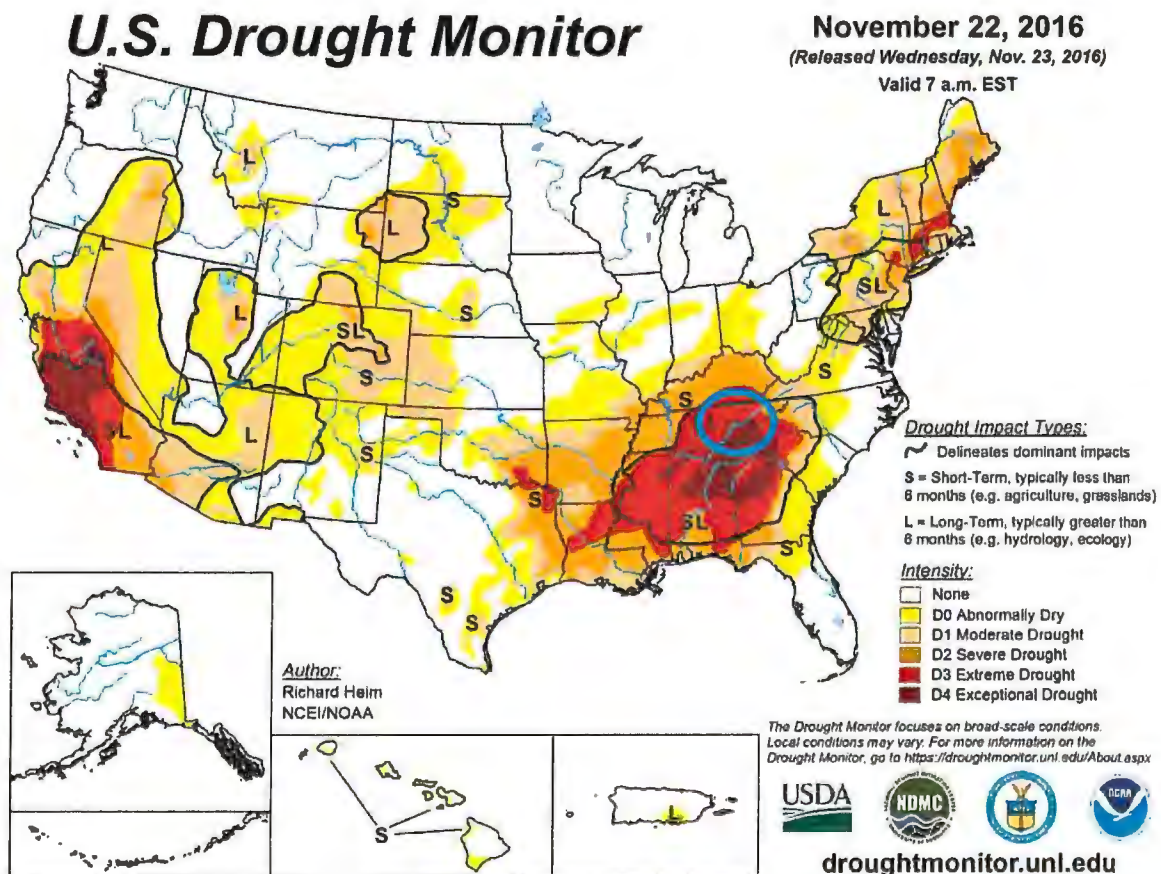 U.S. Drought Monitor
November 22, 2016
(Released Wednesday, Nov. 23, 2016)
Valid 7 a.m. EST
L
L
S
L
L
SL
L
S
SL
S
S
S
SL
L
S
S
SL
S
S
S
Drought Impact Types:
Delineates dominant impacts
S = Short-Term, typically less than
6 months (e.g. agriculture, grasslands)
L = Long-Term, typically greater than
6 months (e.g. hydrology, ecology)
Intensity:
None
D0 Abnormally Dry
D1 Moderate Drought
D2 Severe Drought
D3 Extreme Drought
D4 Exceptional Drought
Author:
Richard Heim
NCEI/NOAA
S
L
The Drought Monitor focuses on broad-scale conditions.
Local conditions may vary. For more information on the
Drought Monitor, go to https://droughtmonitor.unl.edu/About.aspx
USDA
NDMC
NOAA
droughtmonitor.unl.edu